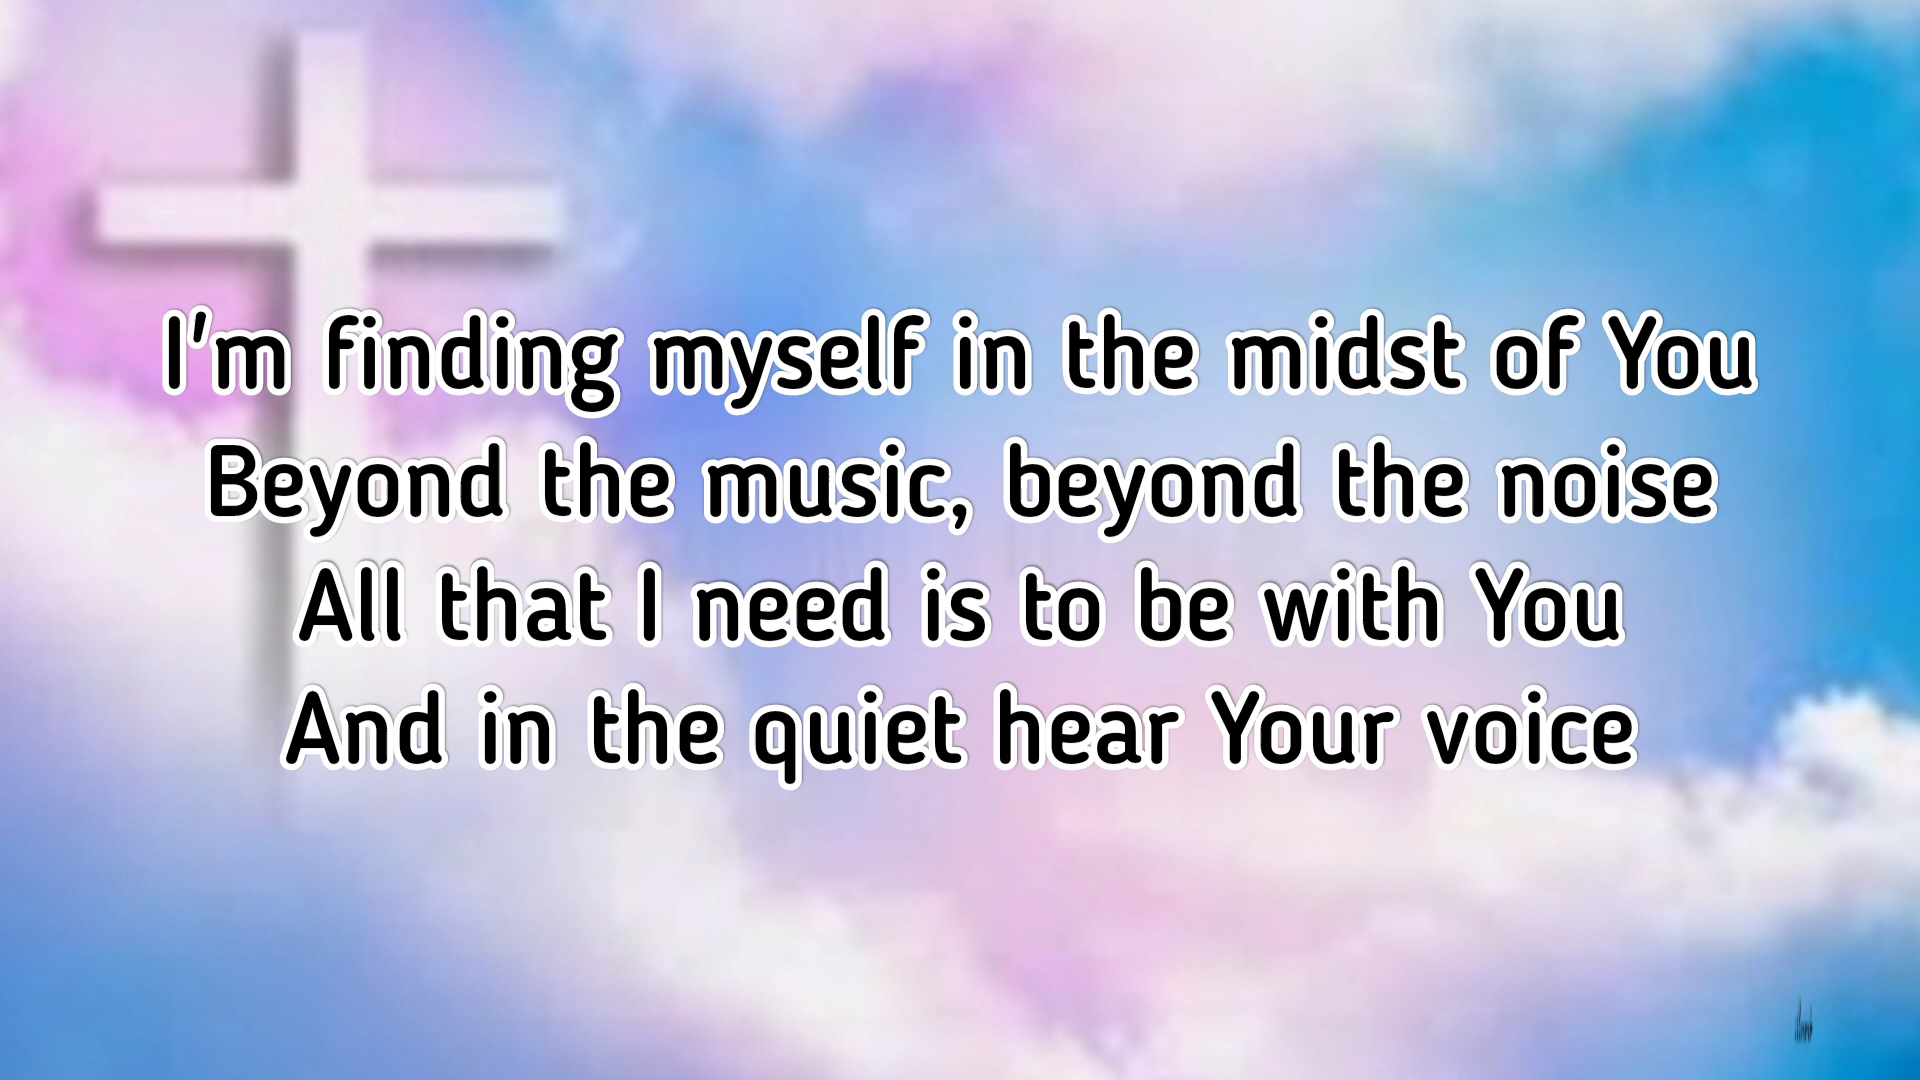 I'm finding myself in the midst of You
Beyond the music, beyond the noise
All that I need is to be with You
And in the quiet hear Your voice